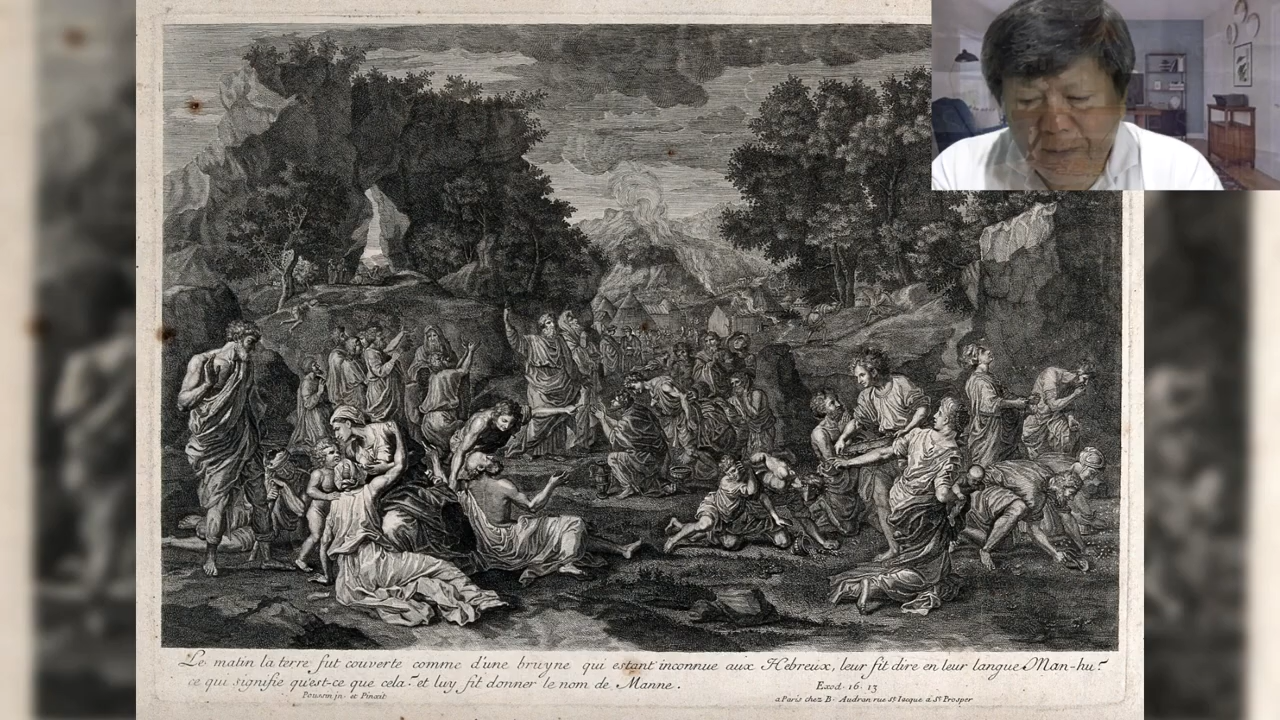 Le matin la terre fut couverte comme d'une bruyne qui estant inconnue aux Hebreux, leur fit dire en leur langue Man-hu?
ce qui signifie qu'est-ce que cela? et luy fit donner le nom de Manne.
Exod. 16. 13
Poussin jn. et Pinxit
a Paris chez B. Audran rue St. Iacque á St. Prosper